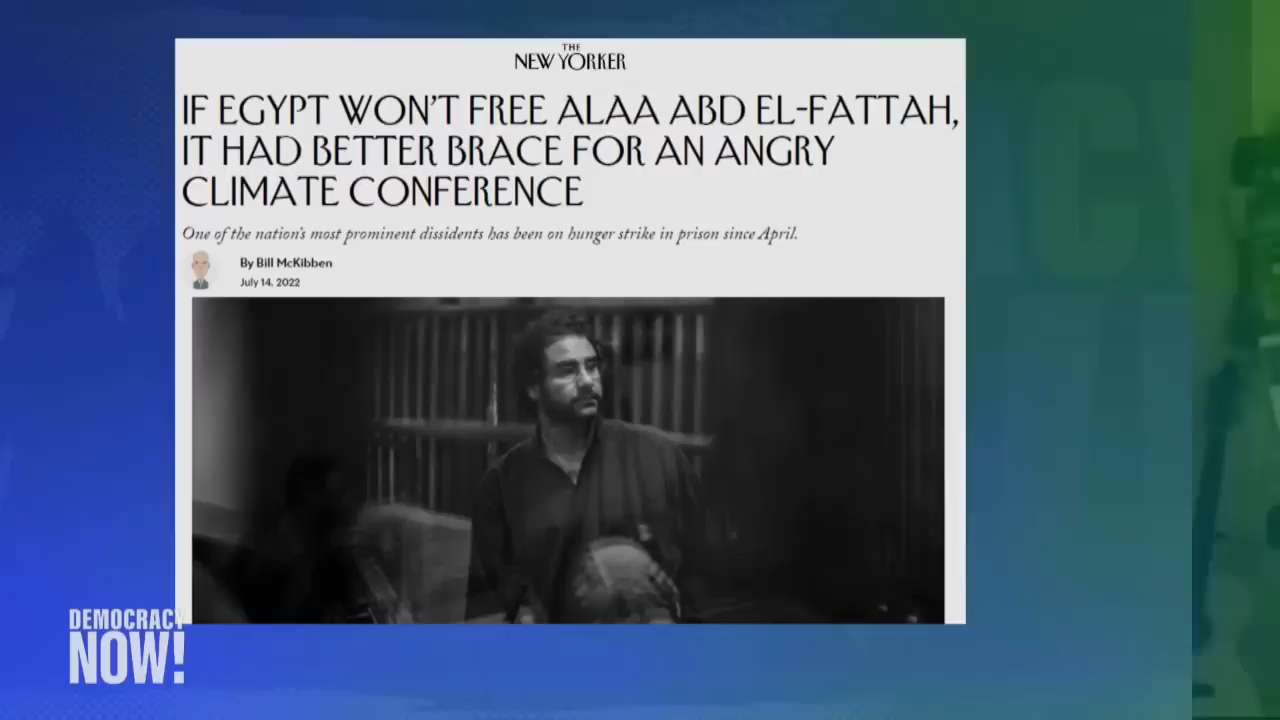 THE
NEW YORKER
IF EGYPT WON'T FREE ALAA ABD EL-FATTAH,
IT HAD BETTER BRACE FOR AN ANGRY
CLIMATE CONFERENCE
One of the nation's most prominent dissidents has been on hunger strike in prison since April.
By Bill McKibben
July 14, 2022
DEMOCRACY
NOW!